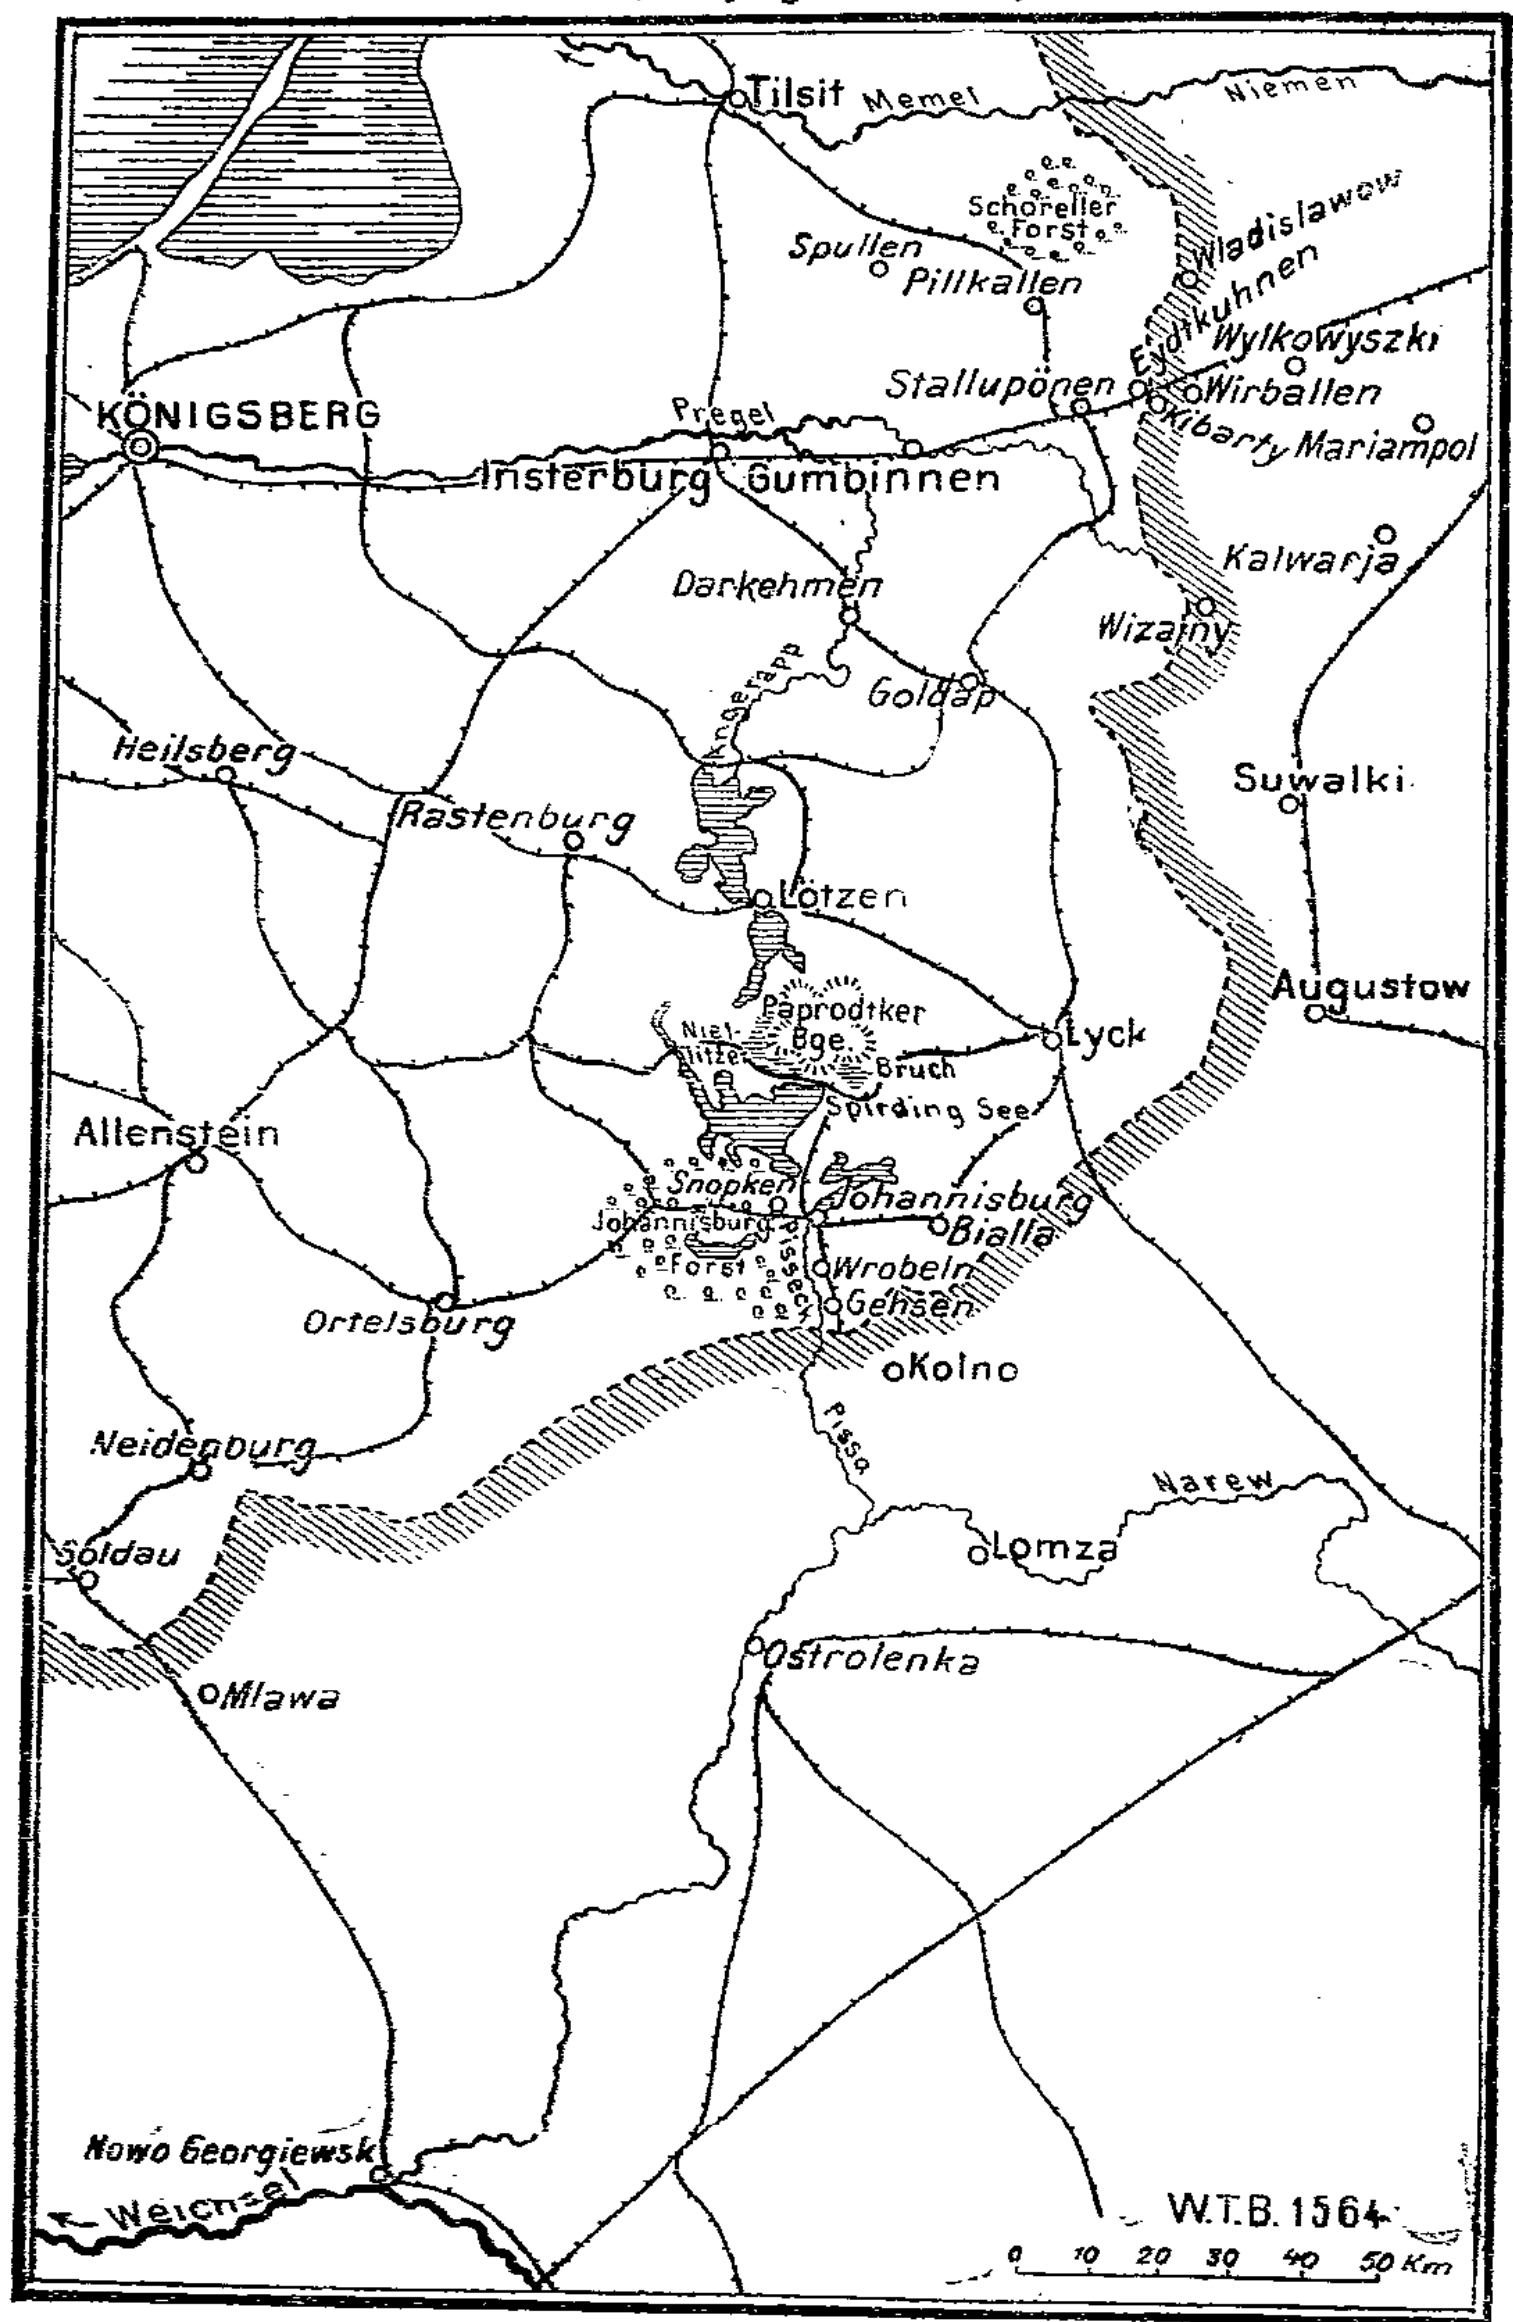 Tilsit
Memel
Niemen
Schoreller
Forst
Wladislawow
Spullen
Pillkallen
Eydtkuhnen
Wylkowyszki
Stallupönen
Wirballen
KÖNIGSBERG
Pregel
Kibarty
Mariampol
Insterburg
Gumbinnen
Kalwarja
Darkehmen
Wizajny
Angerapp
Goldap
Heilsberg
Suwalki
Rastenburg
Lötzen
Augustow
Paprodtker
Bge.
Niet-
litzer
Lyck
Bruch
Spirding See
Allenstein
Snopken
Johannisburg
Johannisburg
Bialla
Pisseck
Forst
Wrobeln
Gehsen
Ortelsburg
Kolno
Pissa
Neidenburg
Narew
Soldau
Lomza
Ostrolenka
Mlawa
Nowo Georgiewsk
Weichsel
W.T.B. 1564
0 10 20 30 40 50 Km